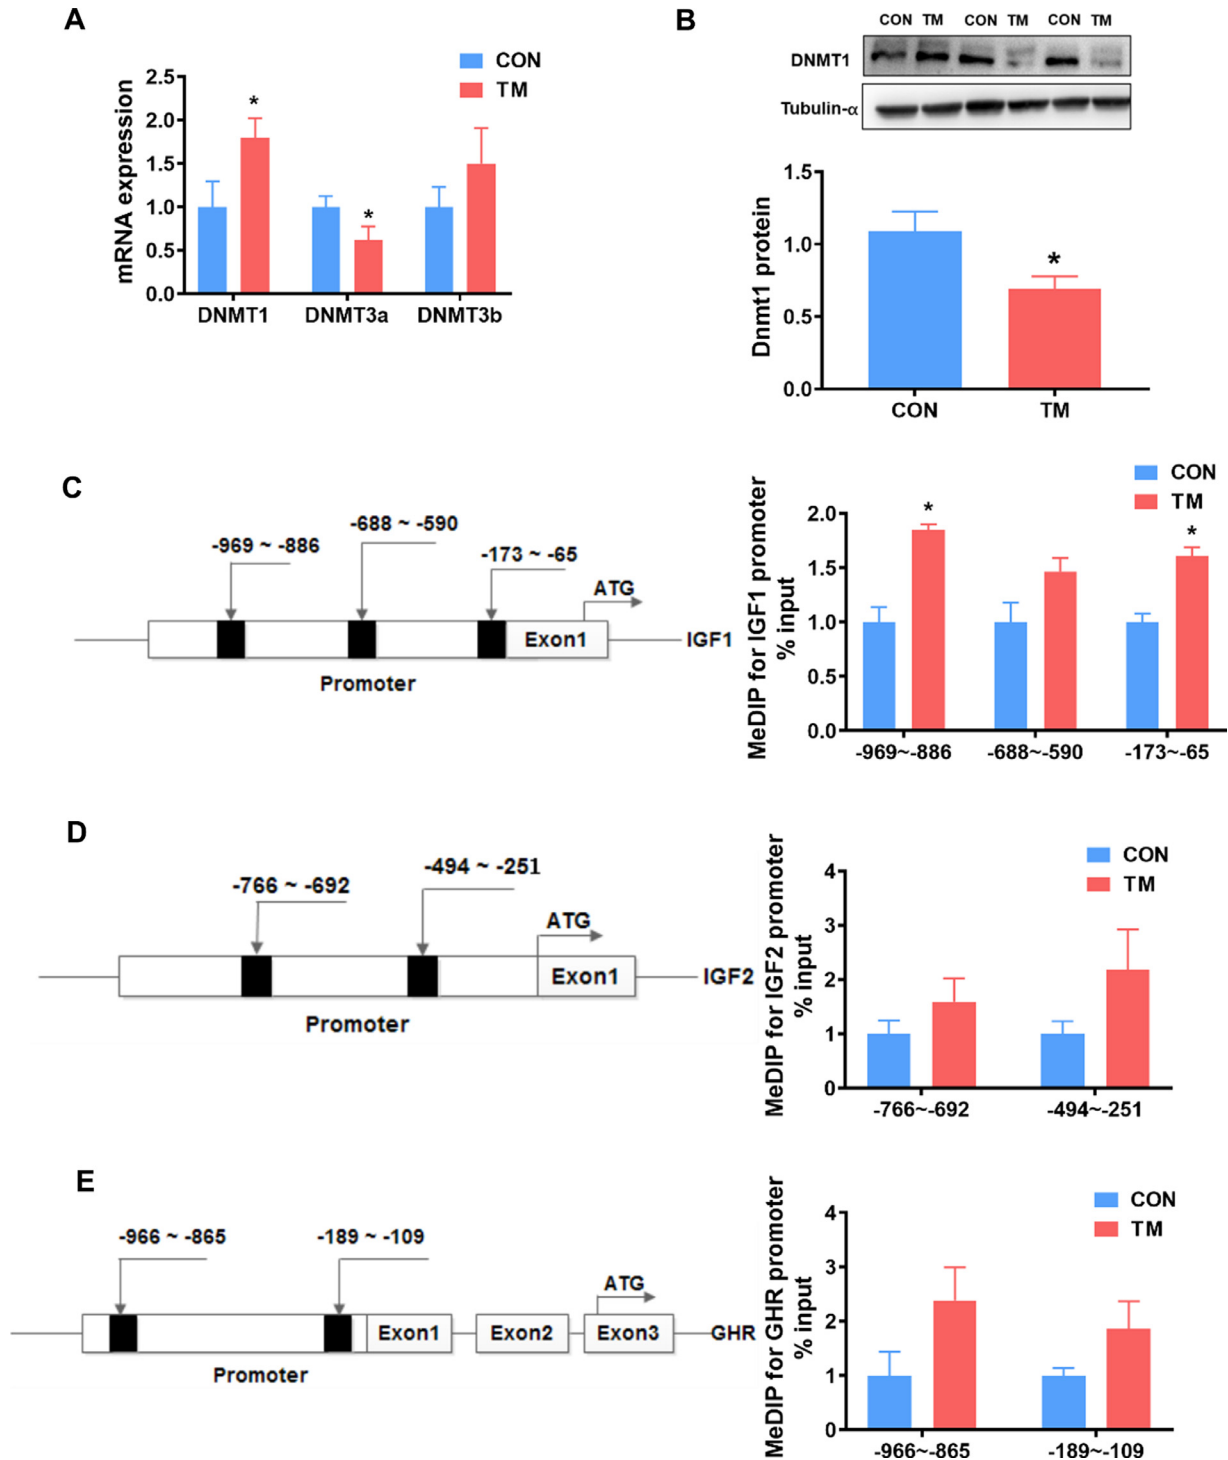 A
CON
TM
mRNA expression
2.5
2.0
1.5
1.0
0.5
0.0
*
*
DNMT1 DNMT3a DNMT3b
B
CON TM CON TM CON TM
DNMT1
Tubulin-α
Dnmt1 protein
1.5
1.0
0.5
0.0
*
CON TM
C
-969 ~ -886
-688 ~ -590
-173 ~ -65
ATG
Exon1
IGF1
Promoter
CON
TM
MeDIP for IGF1 promoter
% input
2.0
1.5
1.0
0.5
0.0
*
*
-969~-886 -688~-590 -173~-65
D
-766 ~ -692
-494 ~ -251
ATG
Exon1
IGF2
Promoter
CON
TM
MeDIP for IGF2 promoter
% input
4
3
2
1
0
-766~-692 -494~-251
E
-966 ~ -865
-189 ~ -109
ATG
Exon1 Exon2 Exon3
GHR
Promoter
CON
TM
MeDIP for GHR promoter
% input
4
3
2
1
0
-966~-865 -189~-109